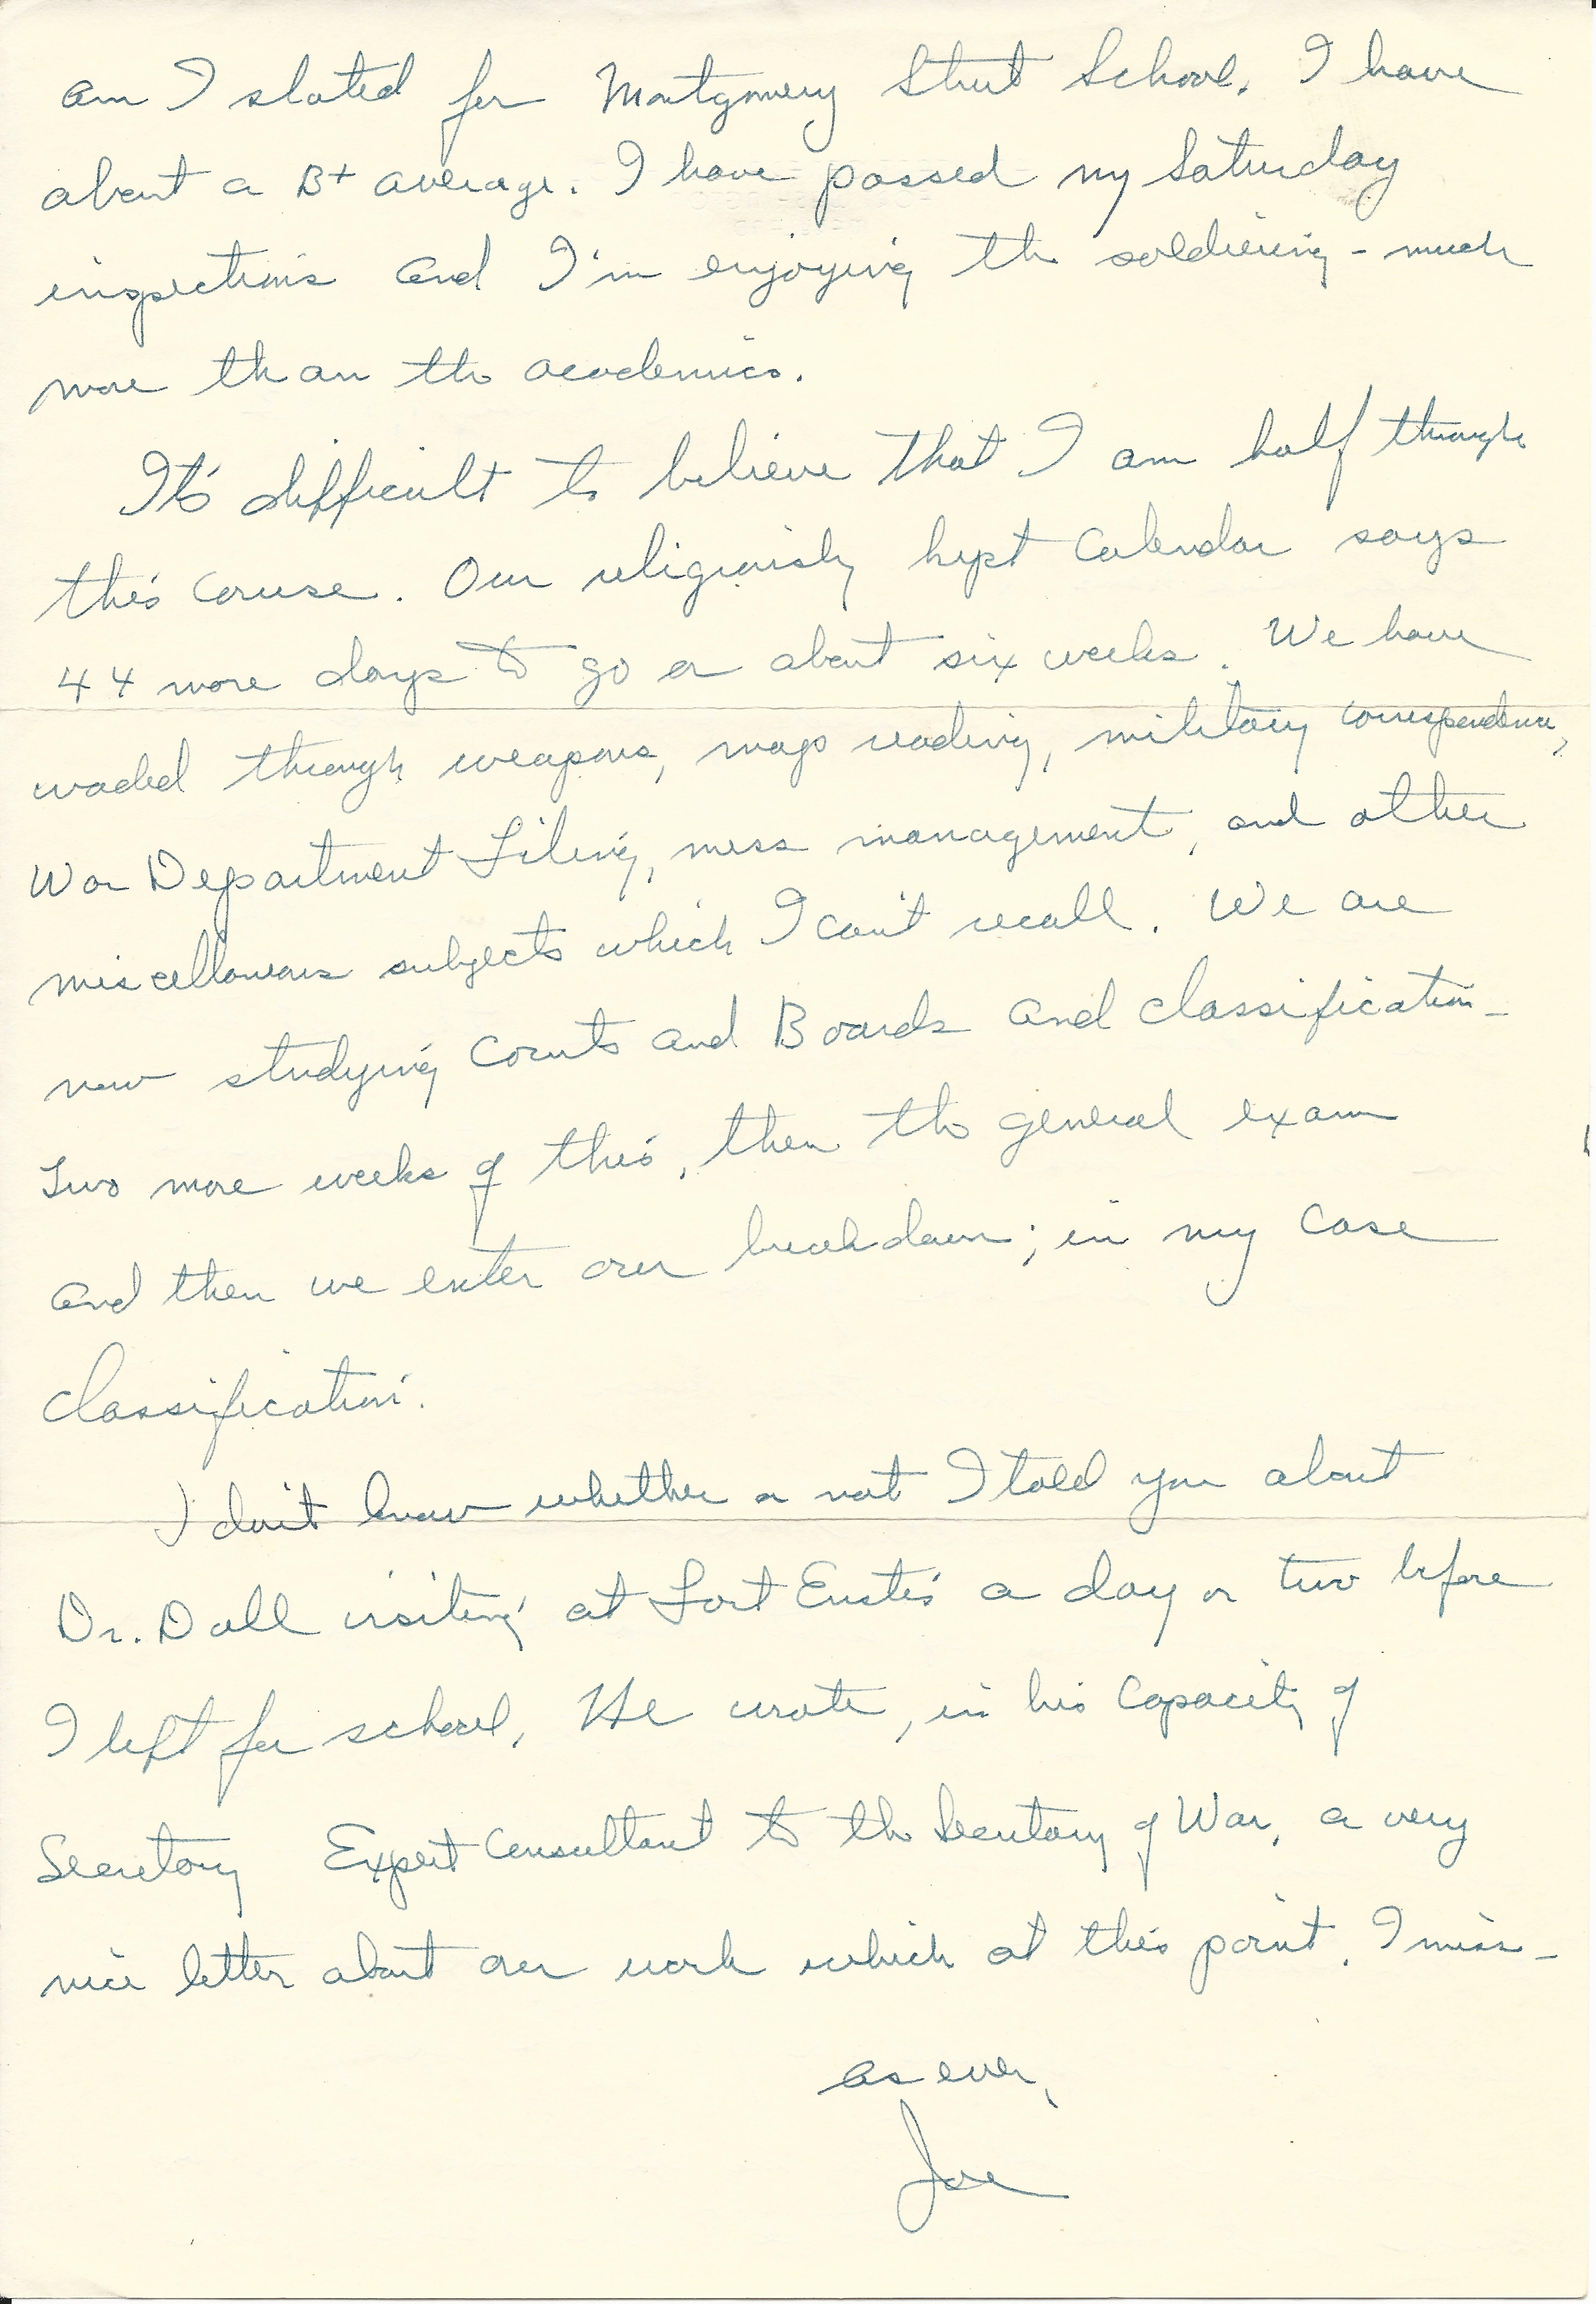 am I slated for Montgomery Street School. I have
about a B+ average. I have passed my Saturday
inspections and I'm enjoying the soldiering - much
more than the academics.
It's difficult to believe that I am half through
this course. Our religiously kept calendar says
44 more days to go or about six weeks. We have
waded through weapons, map reading, military correspondence,
War Department Filing, mess management, and other
miscellaneous subjects which I can't recall. We are
now studying Courts and Boards and Classification -
Two more weeks of this, then the general exam
and then we enter our breakdown; in my case
Classification.
I don't know whether or not I told you about
Dr. Doll visiting at Fort Eustis a day or two before
I left for school. He wrote, in his capacity of
Secretary Expert Consultant to the Secretary of War, a very
nice letter about our work which at this point, I miss -
As ever,
Joe